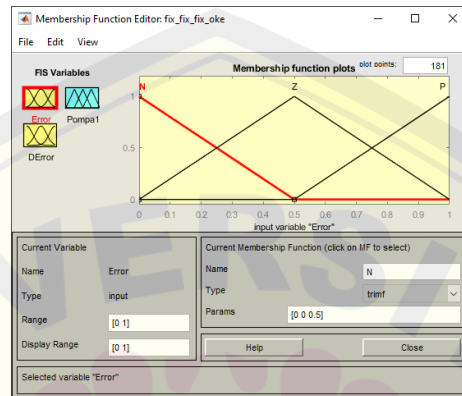 Membership Function Editor: fix_fix_fix_oke
File Edit View
FIS Variables
Membership function plots
plot points: 181
Error
Pompa1
DError
N
Z
P
1
0.5
0
0 0.1 0.2 0.3 0.4 0.5 0.6 0.7 0.8 0.9 1
input variable "Error"
Current Variable
Name Error
Type input
Range [0 1]
Display Range [0 1]
Current Membership Function (click on MF to select)
Name N
Type trimf
Params [0 0 0.5]
Help Close
Selected variable "Error"